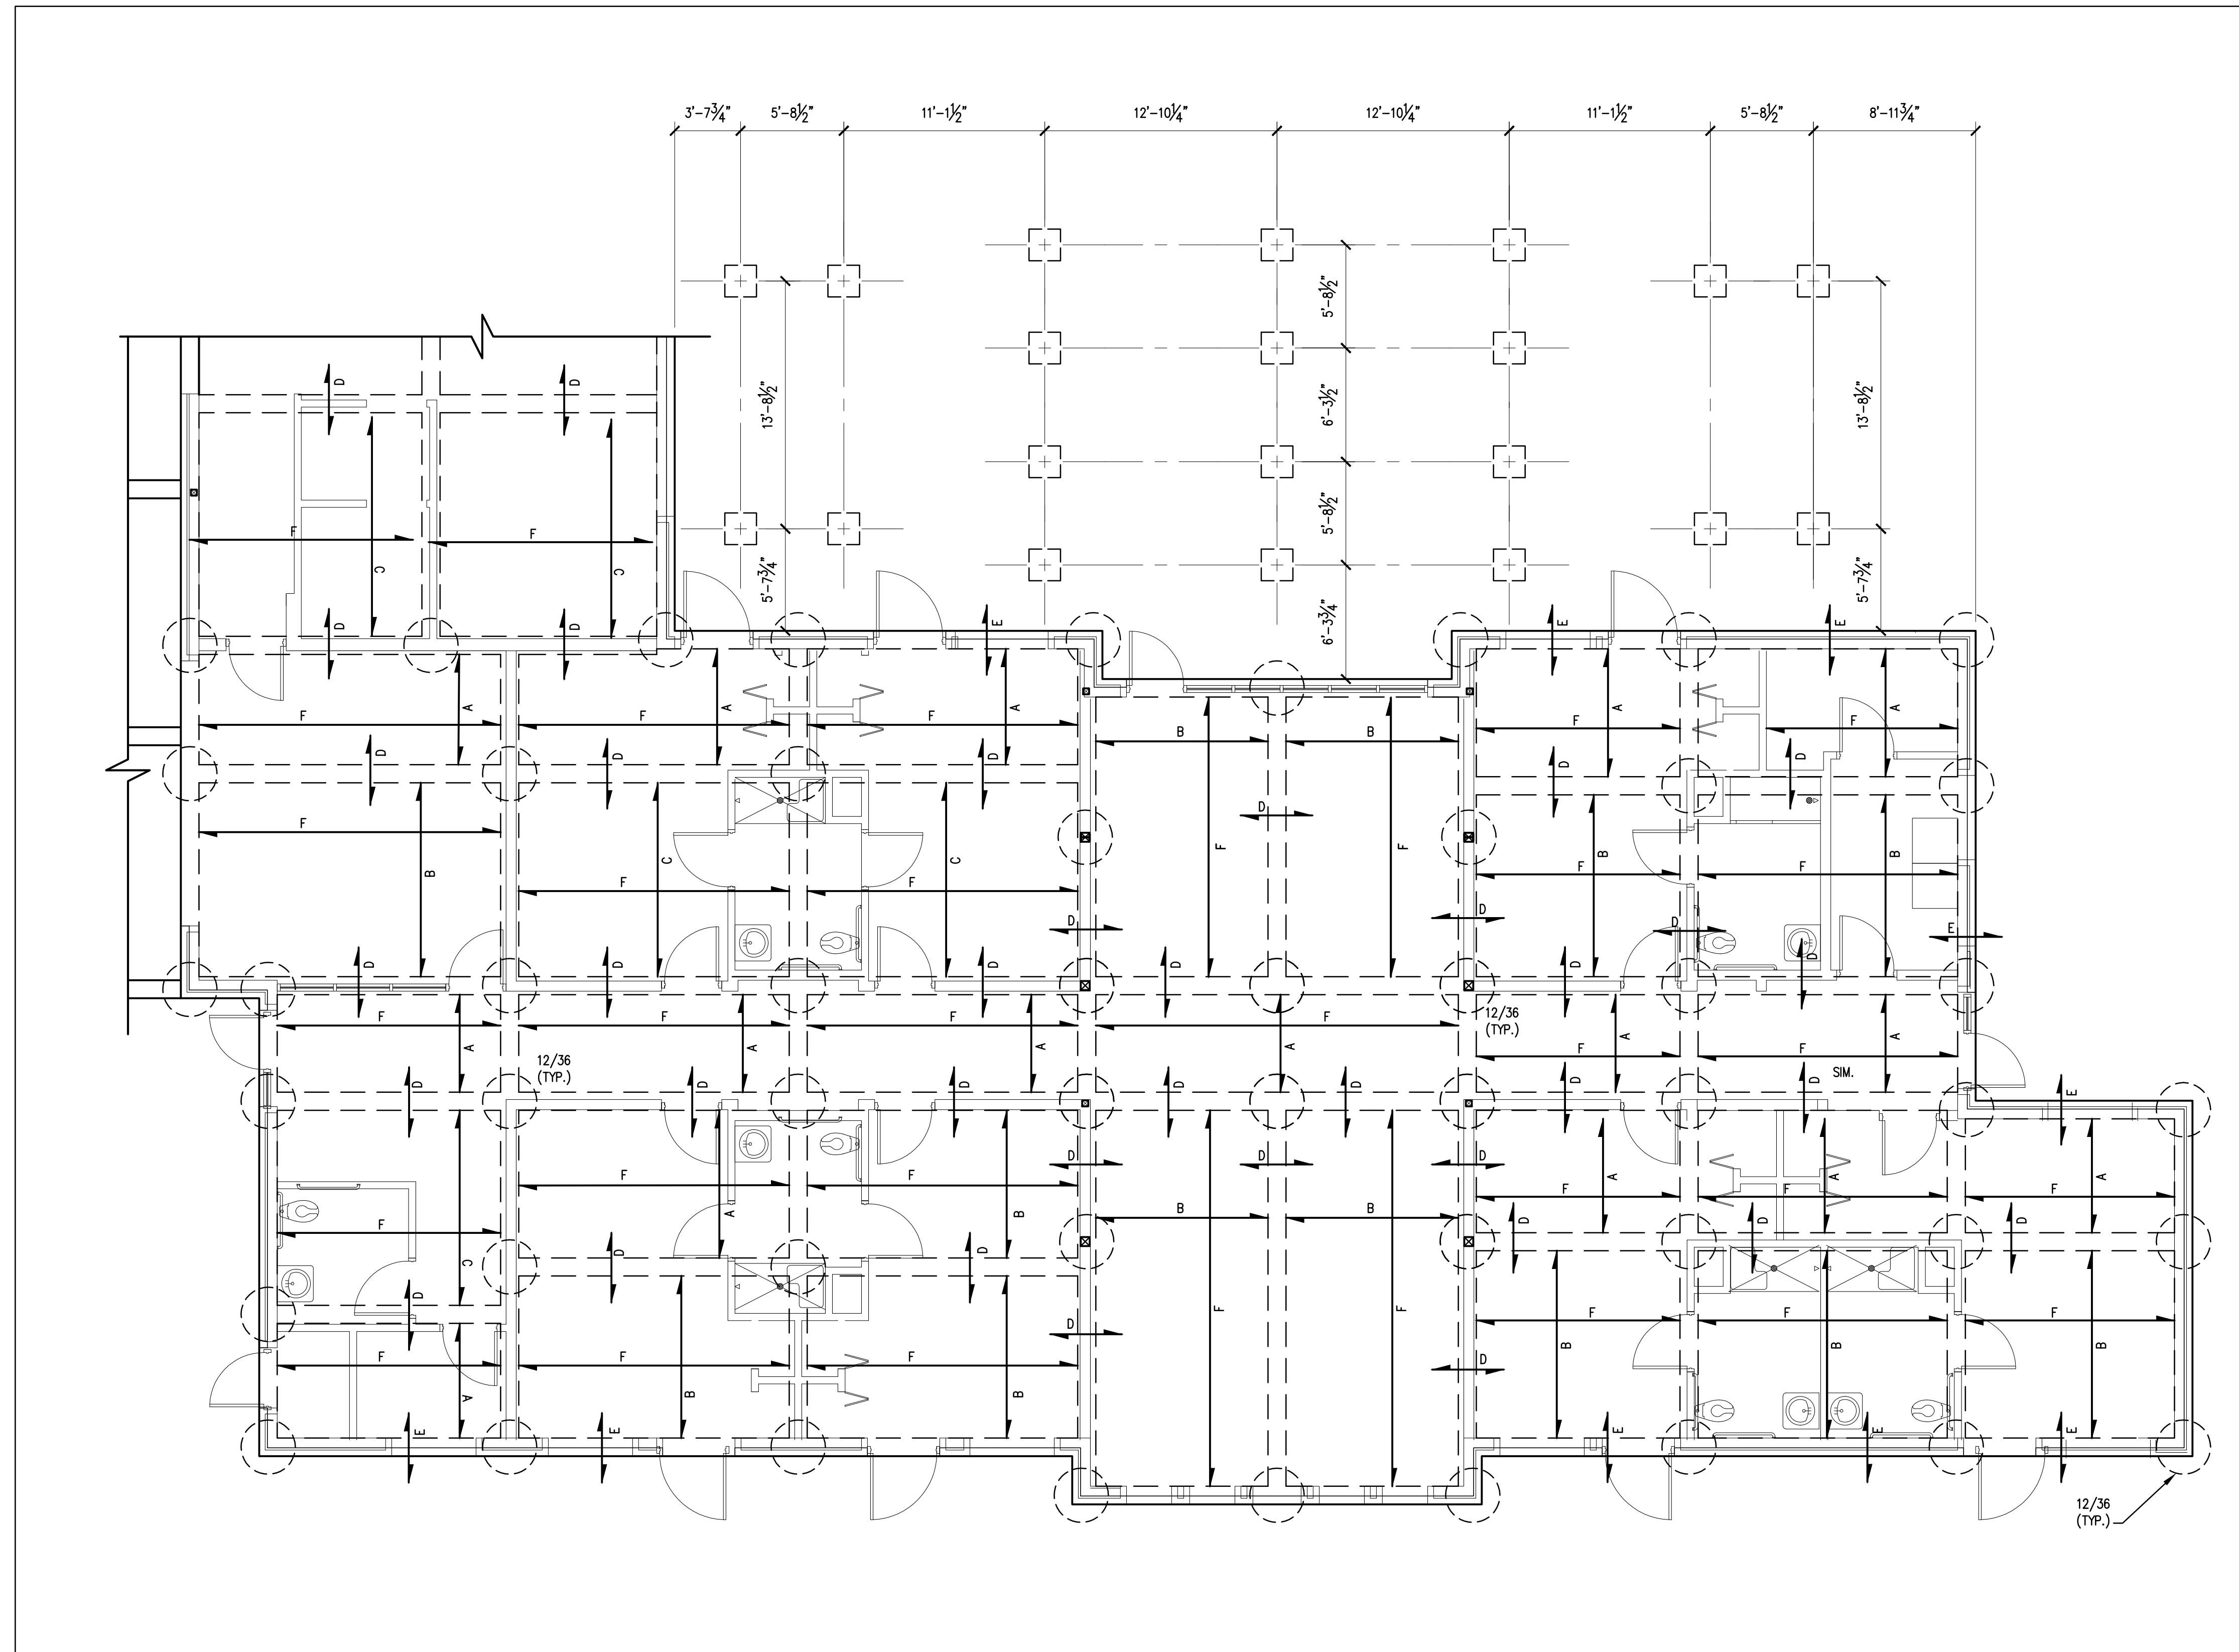 3'-7¾" 5'-8½" 11'-1½" 12'-10¼" 12'-10¼" 11'-1½" 5'-8½" 8'-11¾"
5'-8½"
13'-8½" 6'-3½" 13'-8½"
D D
5'-8½"
F F
C C
5'-7¾" 5'-7¾"
6'-3¾"
D D E E E
A A A A A
F F F F F
B B
D D D D D
D
F
B C C F F B B
F F F F
D D D E
D D D D D D
F F F F
12/36
(TYP.)
A A A A A A
F F
12/36
(TYP.)
SIM.
D D D D D D D E
D D D
F F A A A
F F F
A B B B
F D D D D D
C
D
F F F
D
F F
F F F
D
B B B
A B B
E E E E E
12/36
(TYP.)